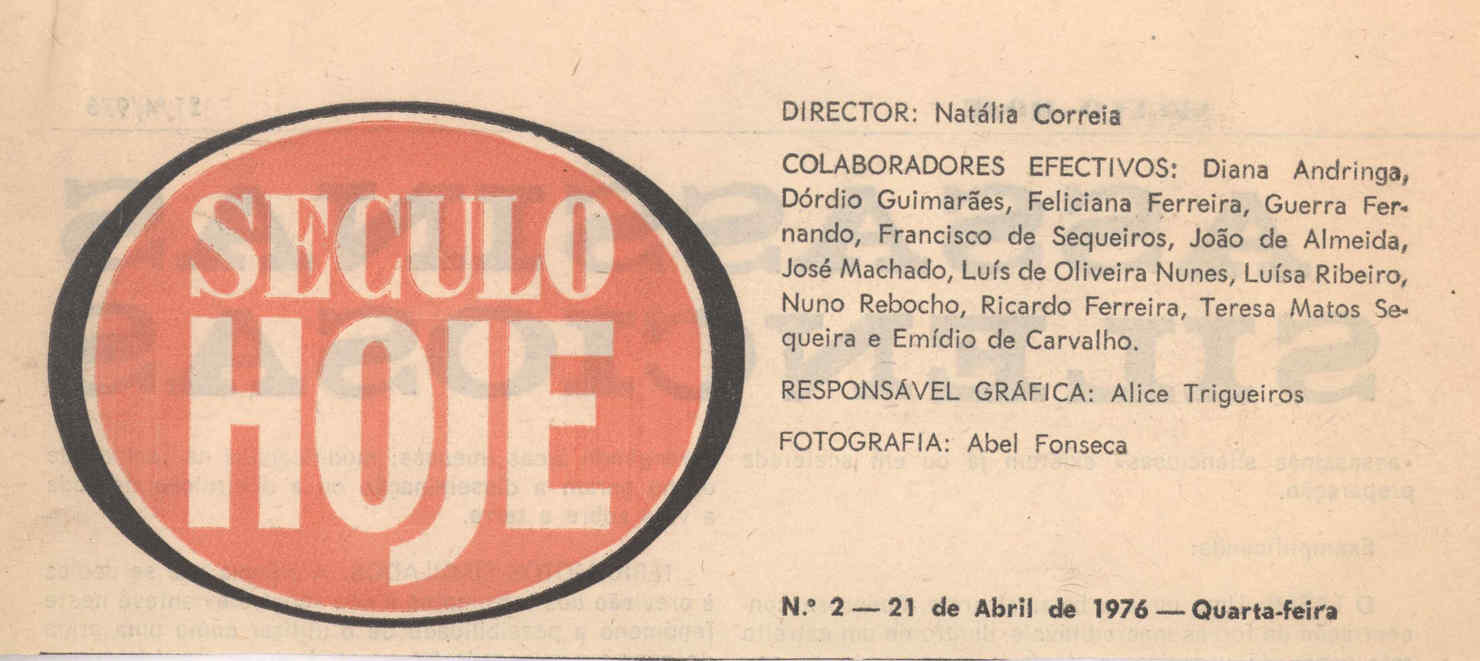 SECULO
HOJE
DIRECTOR: Natália Correia
COLABORADORES EFECTIVOS: Diana Andringa,
Dórdio Guimarães, Feliciana Ferreira, Guerra Fer-
nando, Francisco de Sequeiros, João de Almeida,
José Machado, Luís de Oliveira Nunes, Luísa Ribeiro,
Nuno Rebocho, Ricardo Ferreira, Teresa Matos Se-
queira e Emídio de Carvalho.
RESPONSÁVEL GRÁFICA: Alice Trigueiros
FOTOGRAFIA: Abel Fonseca
N.º 2 — 21 de Abril de 1976 — Quarta-feira